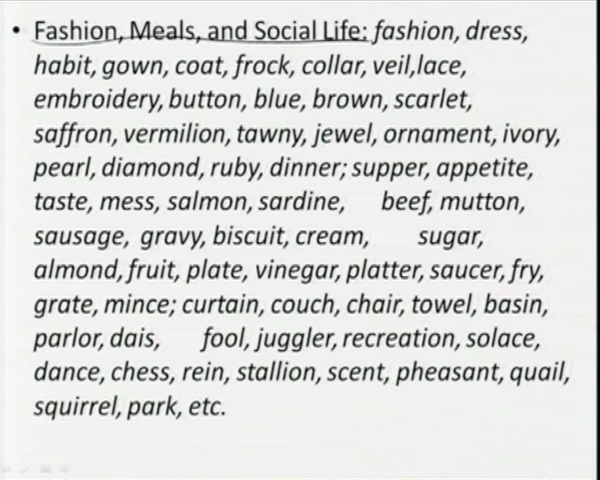 • Fashion, Meals, and Social Life: fashion, dress,
habit, gown, coat, frock, collar, veil,lace,
embroidery, button, blue, brown, scarlet,
saffron, vermilion, tawny, jewel, ornament, ivory,
pearl, diamond, ruby, dinner; supper, appetite,
taste, mess, salmon, sardine, beef, mutton,
sausage, gravy, biscuit, cream, sugar,
almond, fruit, plate, vinegar, platter, saucer, fry,
grate, mince; curtain, couch, chair, towel, basin,
parlor, dais, fool, juggler, recreation, solace,
dance, chess, rein, stallion, scent, pheasant, quail,
squirrel, park, etc.